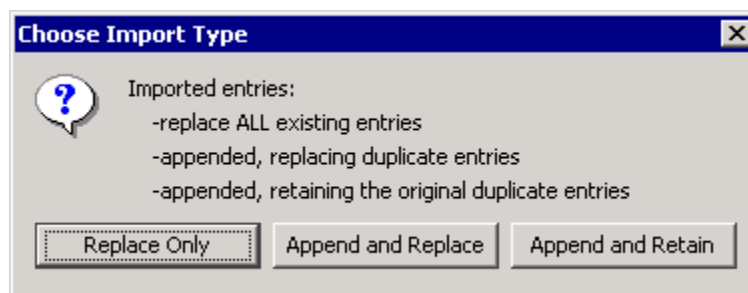 Choose Import Type
Imported entries:
-replace ALL existing entries
-appended, replacing duplicate entries
-appended, retaining the original duplicate entries
Replace Only Append and Replace Append and Retain